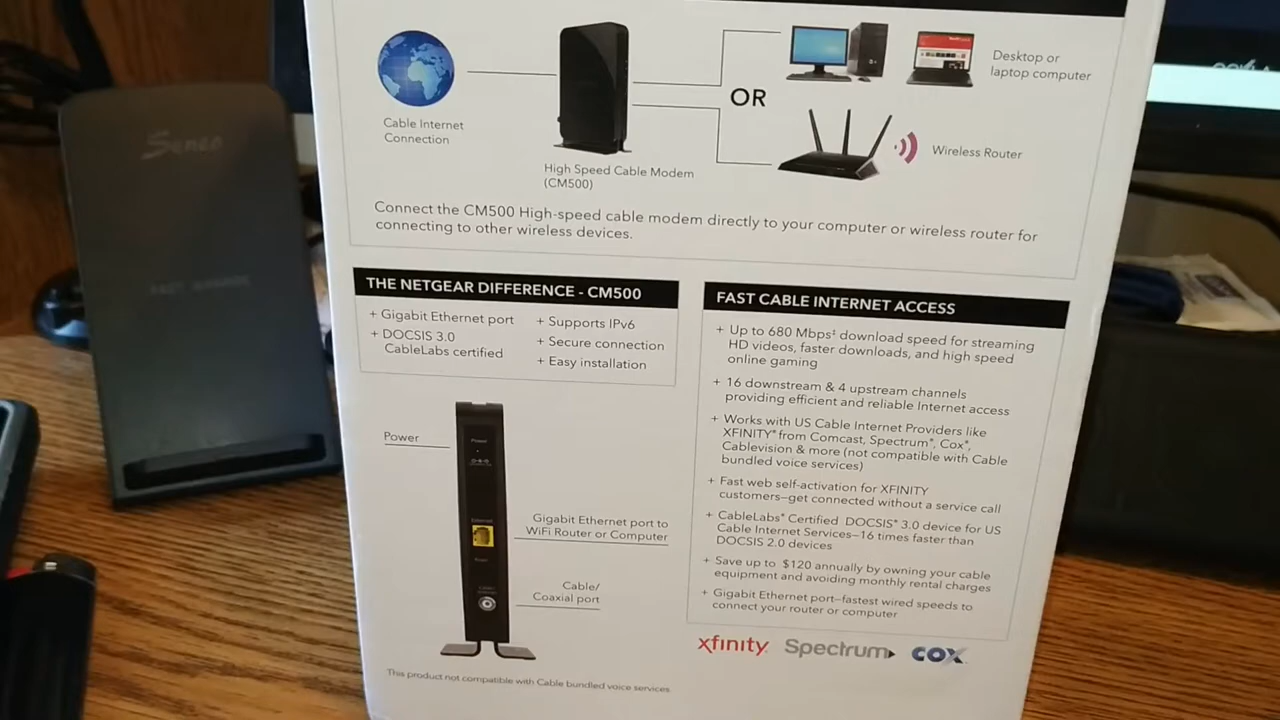 Seneo
Cable Internet
Connection
High Speed Cable Modem
(CM500)
OR
Desktop or
laptop computer
Wireless Router
Connect the CM500 High-speed cable modem directly to your computer or wireless router for
connecting to other wireless devices.
THE NETGEAR DIFFERENCE - CM500
+ Gigabit Ethernet port
+ DOCSIS 3.0
CableLabs certified
+ Supports IPv6
+ Secure connection
+ Easy installation
Power
Power
Ethernet
Gigabit Ethernet port to
WiFi Router or Computer
Cable/
Coaxial port
This product not compatible with Cable bundled voice services
FAST CABLE INTERNET ACCESS
+ Up to 680 Mbps‡ download speed for streaming
HD videos, faster downloads, and high speed
online gaming
+ 16 downstream & 4 upstream channels
providing efficient and reliable Internet access
+ Works with US Cable Internet Providers like
XFINITY® from Comcast, Spectrum®, Cox®,
Cablevision & more (not compatible with Cable
bundled voice services)
+ Fast web self-activation for XFINITY
customers—get connected without a service call
+ CableLabs® Certified DOCSIS® 3.0 device for US
Cable Internet Services—16 times faster than
DOCSIS 2.0 devices
+ Save up to $120 annually by owning your cable
equipment and avoiding monthly rental charges
+ Gigabit Ethernet port—fastest wired speeds to
connect your router or computer
xfinity Spectrum COX